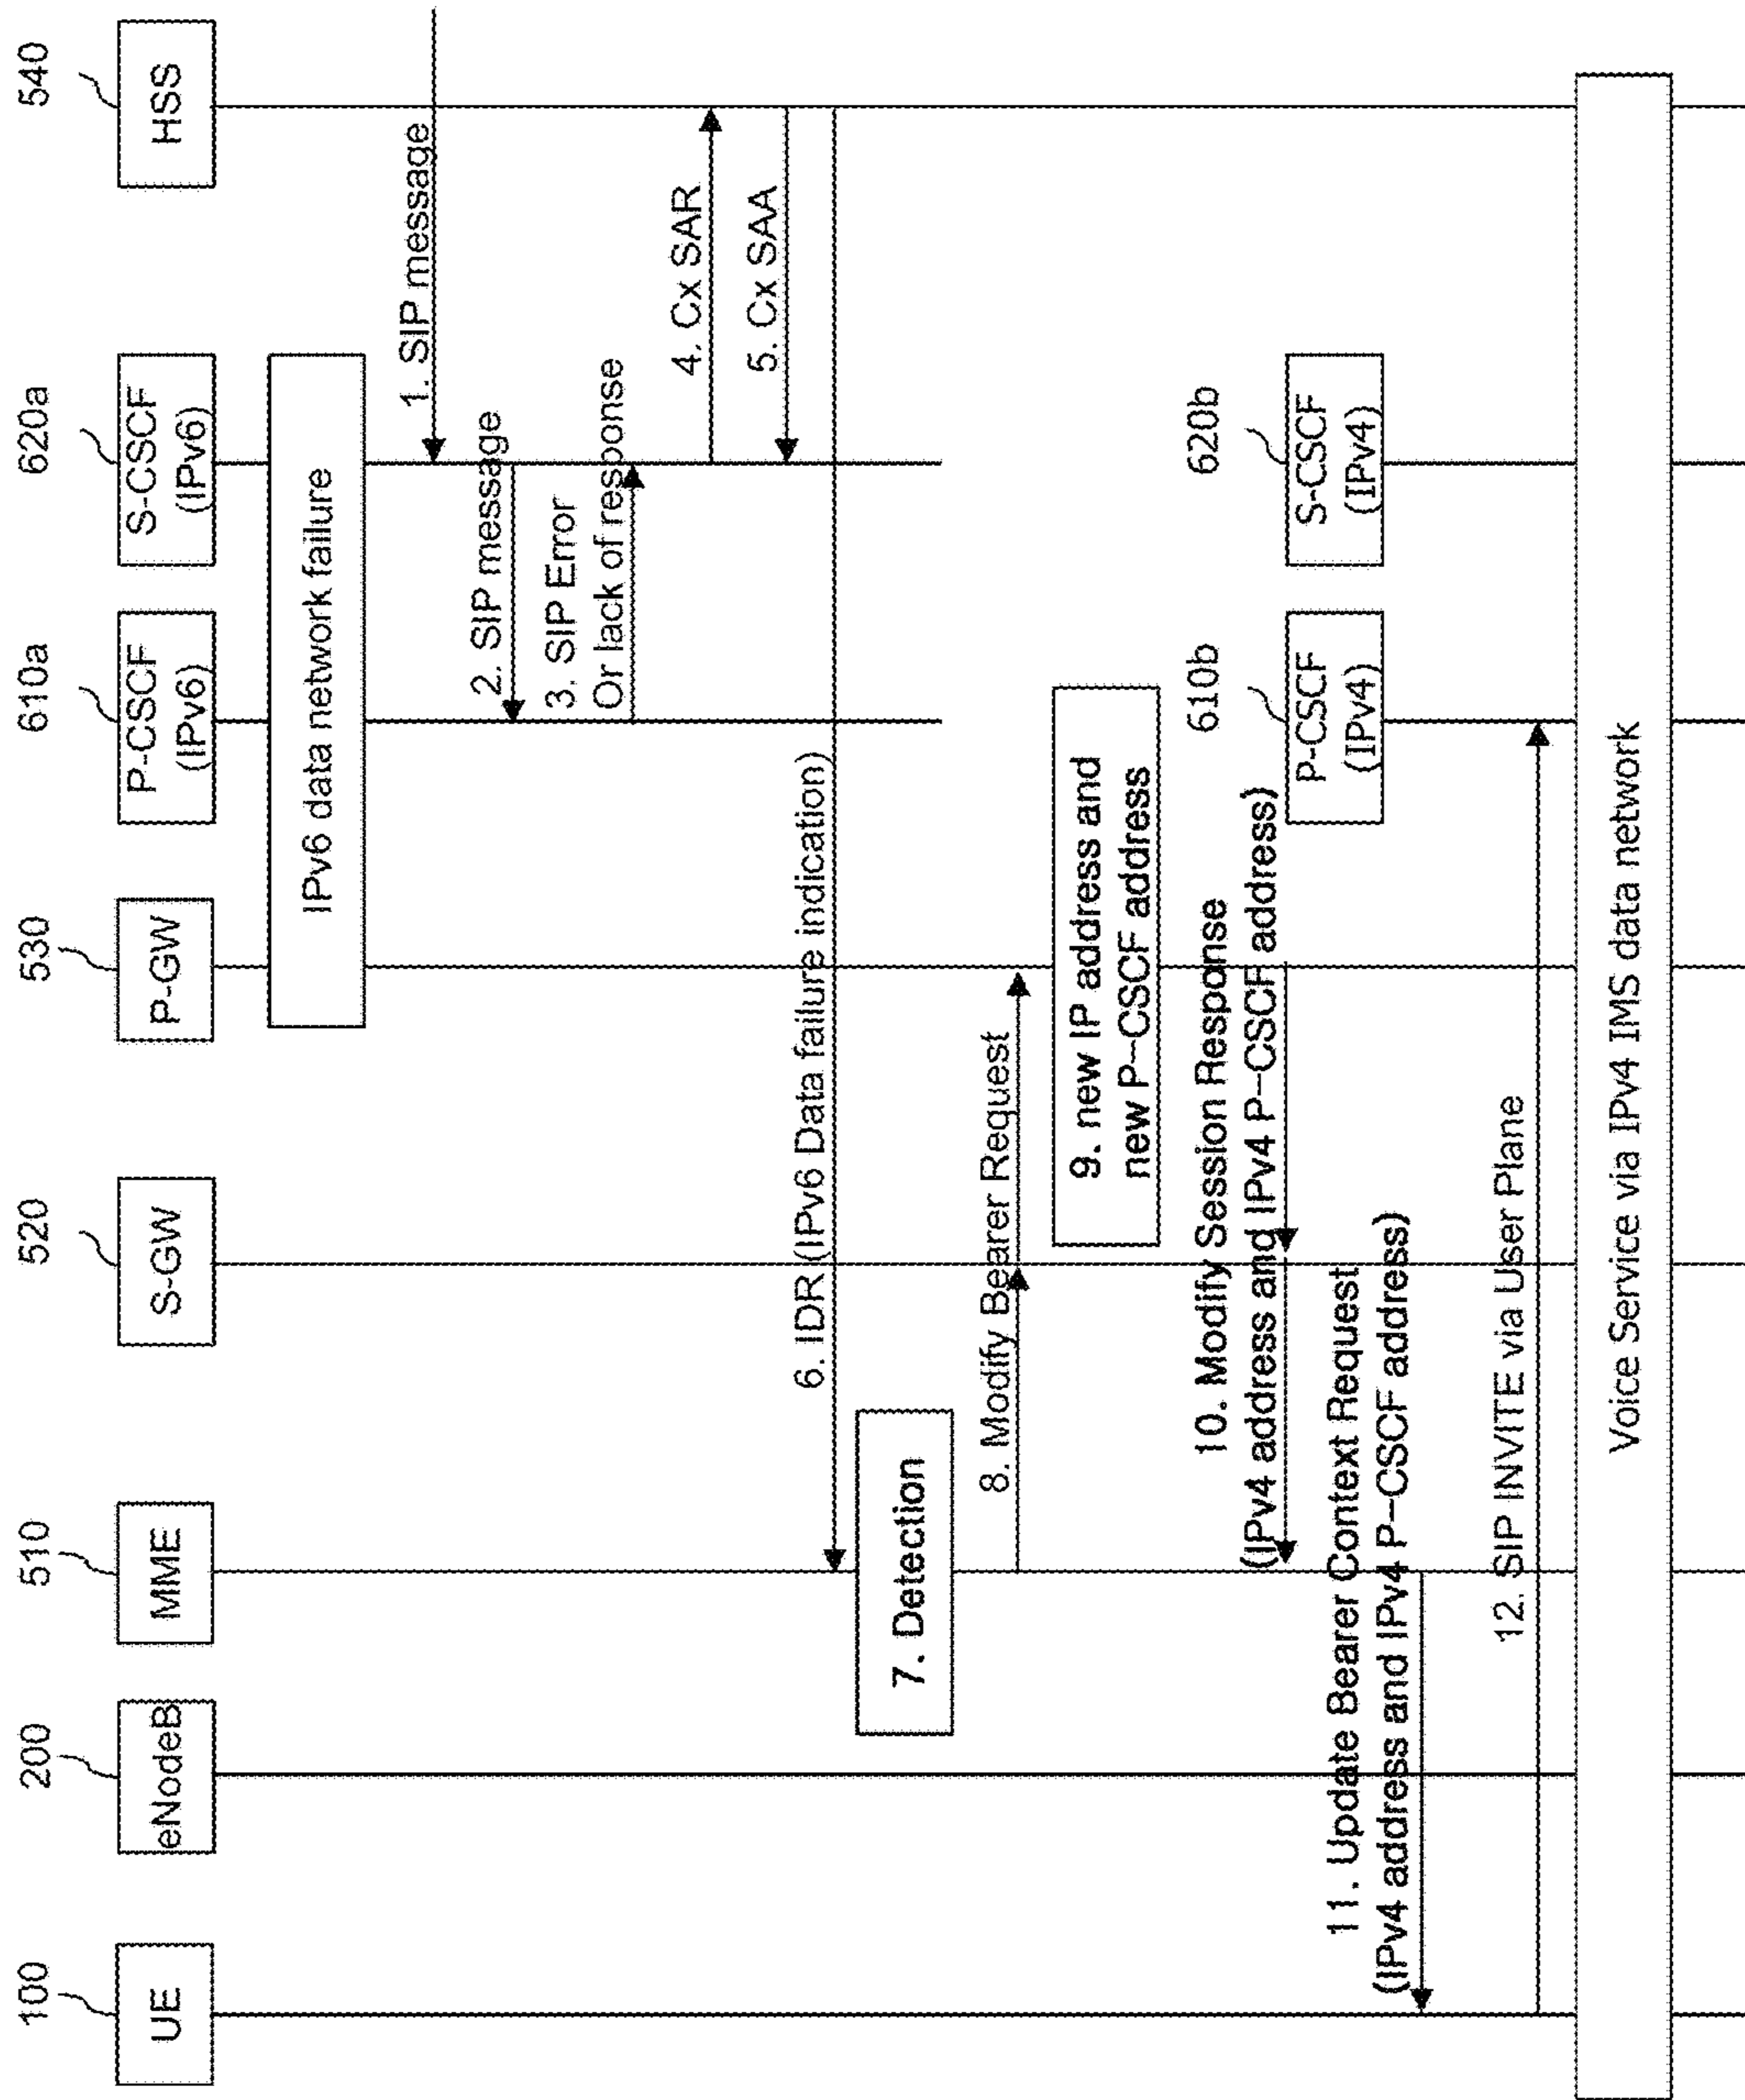 100
200
510
520
530
610a
620a
540
UE
eNodeB
MME
S-GW
P-GW
P-CSCF
(IPv6)
S-CSCF
(IPv6)
HSS
IPv6 data network failure
1. SIP message
2. SIP message
3. SIP Error
Or lack of response
4. Cx SAR
5. Cx SAA
6. IDR (IPv6 Data failure indication)
7. Detection
8. Modify Bearer Request
9. new IP address and
new P-CSCF address
10. Modify Session Response
(IPv4 address and IPv4 P-CSCF address)
610b
620b
P-CSCF
(IPv4)
S-CSCF
(IPv4)
11. Update Bearer Context Request
(IPv4 address and IPv4 P-CSCF address)
12. SIP INVITE via User Plane
Voice Service via IPv4 IMS data network